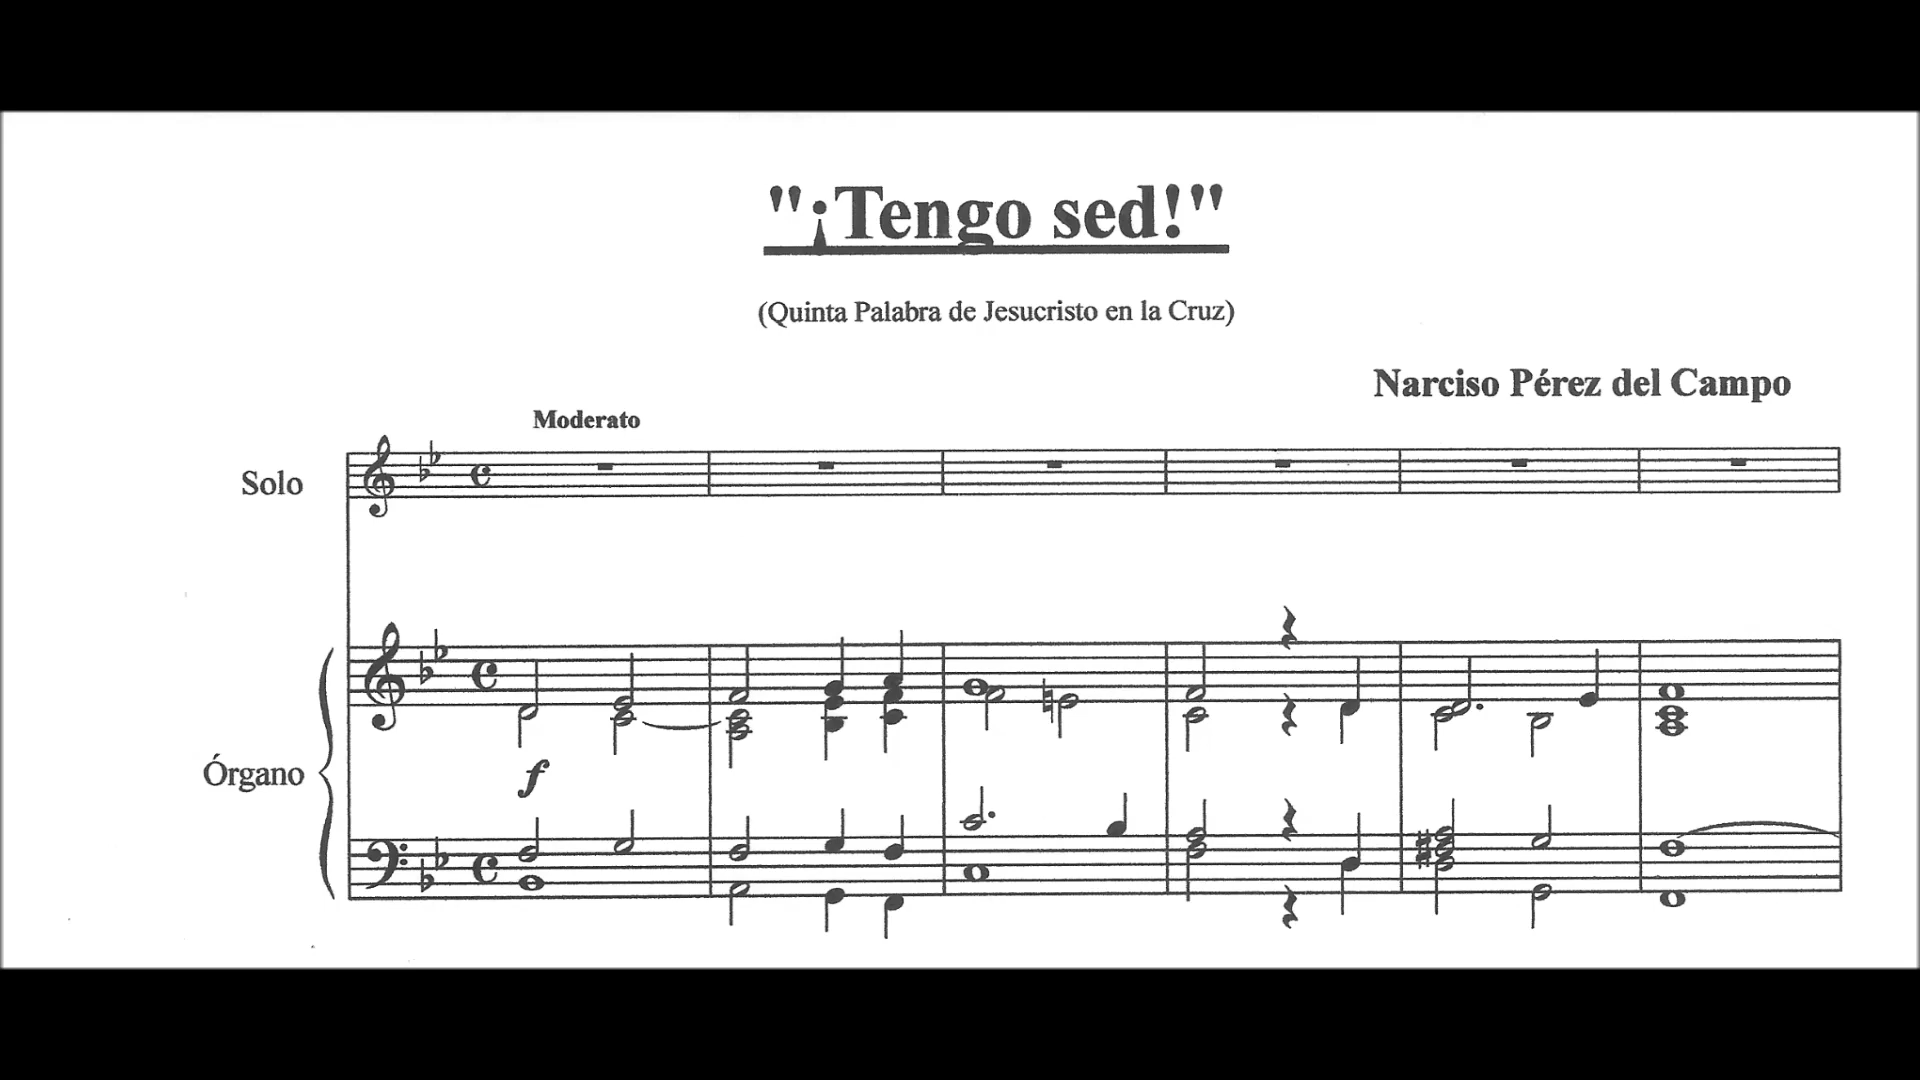 "¡Tengo sed!"
(Quinta Palabra de Jesucristo en la Cruz)
Narciso Pérez del Campo
Moderato
Solo
Órgano
f